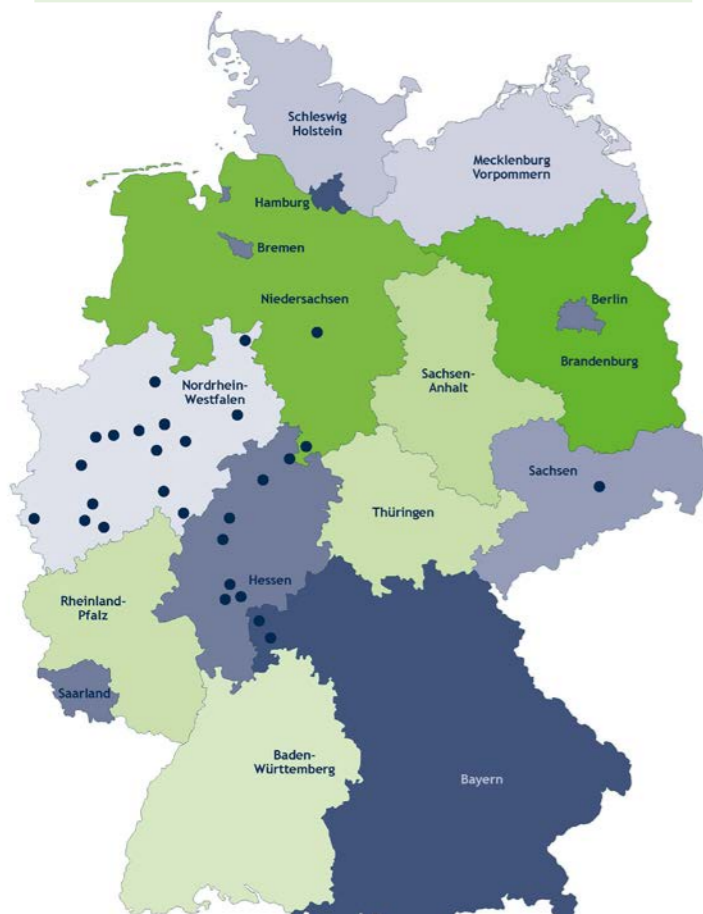 Schleswig
Holstein
Mecklenburg
Vorpommern
Hamburg
Bremen
Niedersachsen
Berlin
Brandenburg
Sachsen-
Anhalt
Nordrhein-
Westfalen
Sachsen
Thüringen
Hessen
Rheinland-
Pfalz
Saarland
Baden-
Württemberg
Bayern